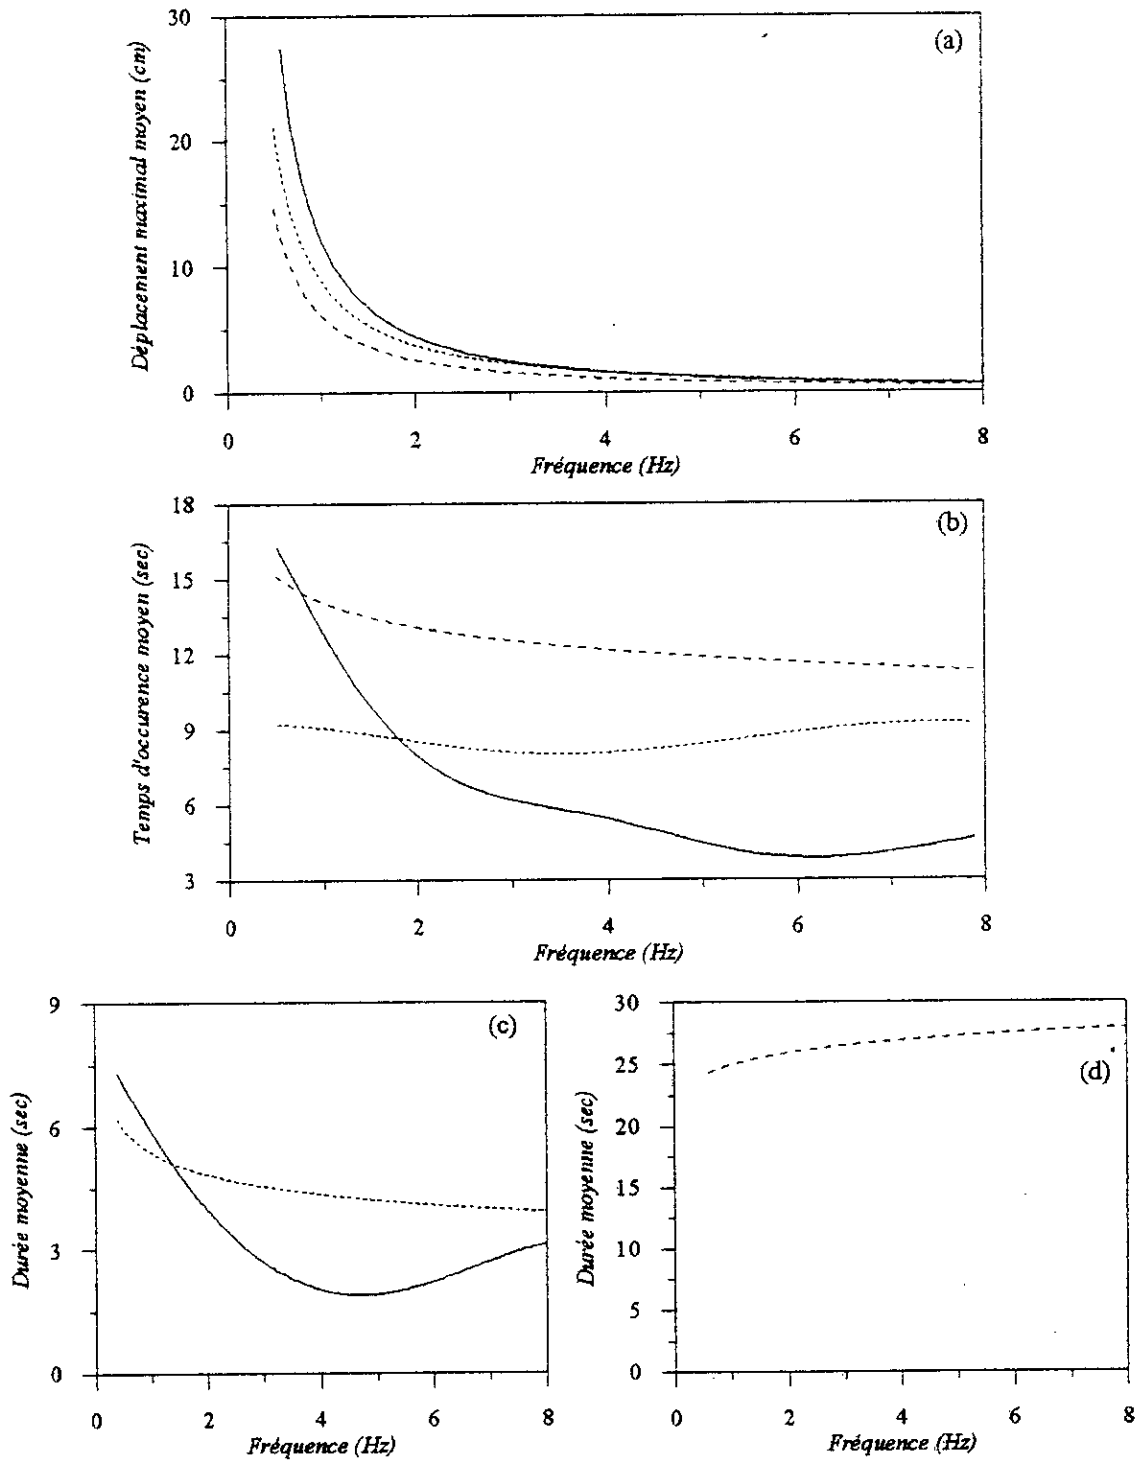 (a)
Déplacement maximal moyen (cm)
30
20
10
0
0 2 4 6 8
Fréquence (Hz)
(b)
Temps d'occurence moyen (sec)
18
15
12
9
6
3
0 2 4 6 8
Fréquence (Hz)
(c)
Durée moyenne (sec)
9
6
3
0
0 2 4 6 8
Fréquence (Hz)
(d)
Durée moyenne (sec)
30
25
20
15
10
5
0
0 2 4 6 8
Fréquence (Hz)